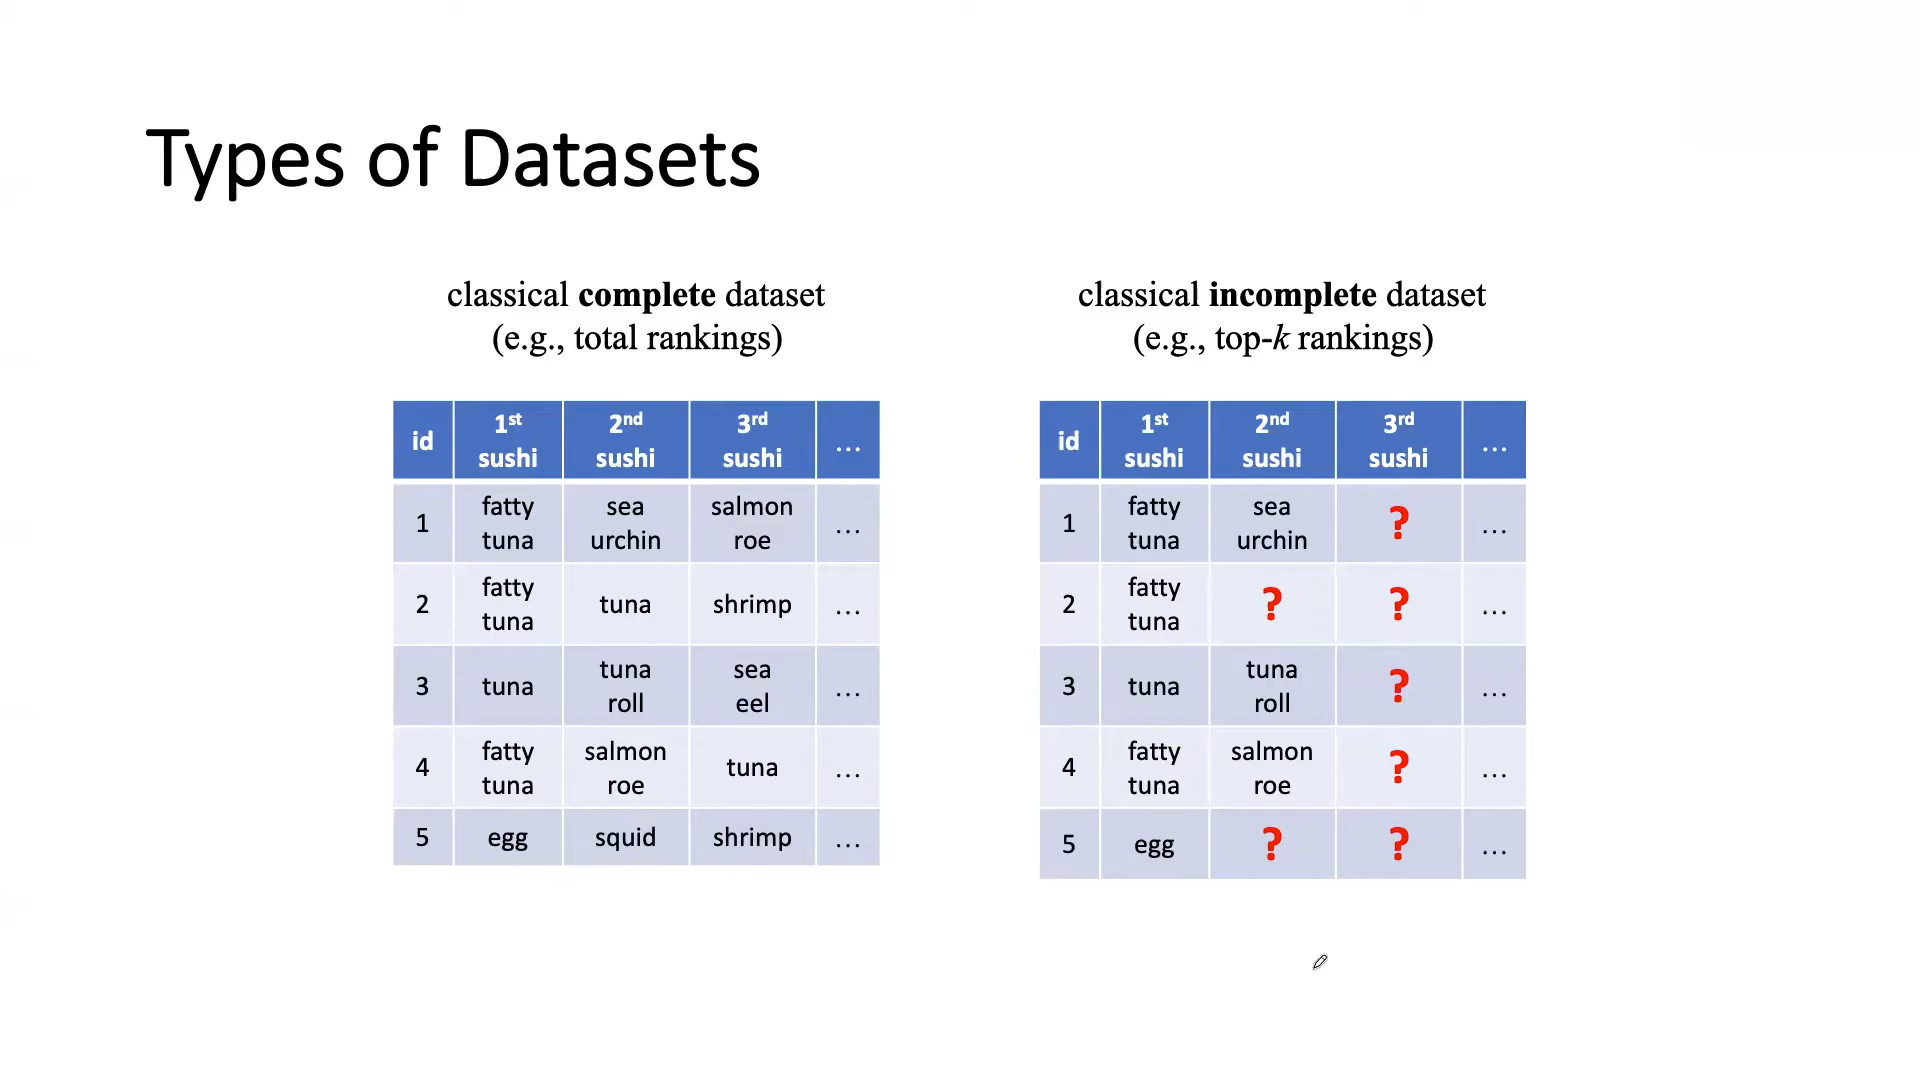 Types of Datasets
classical complete dataset
(e.g., total rankings)
id 1st sushi 2nd sushi 3rd sushi ...
1 fatty tuna sea urchin salmon roe ...
2 fatty tuna tuna shrimp ...
3 tuna tuna roll sea eel ...
4 fatty tuna salmon roe tuna ...
5 egg squid shrimp ...
classical incomplete dataset
(e.g., top-k rankings)
id 1st sushi 2nd sushi 3rd sushi ...
1 fatty tuna sea urchin ? ...
2 fatty tuna ? ? ...
3 tuna tuna roll ? ...
4 fatty tuna salmon roe ? ...
5 egg ? ? ...